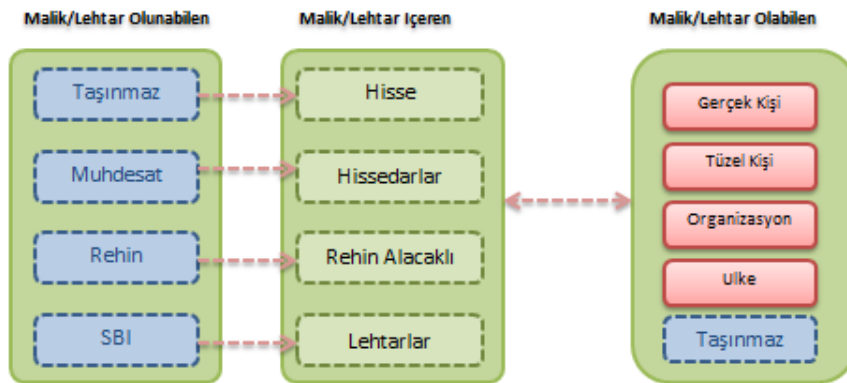 Malik/Lehtar Olunabilen
Malik/Lehtar İçeren
Malik/Lehtar Olabilen
Taşınmaz
Hisse
Gerçek Kişi
Muhdesat
Hissedarlar
Tüzel Kişi
Organizasyon
Rehin
Rehin Alacaklı
Ulke
SBI
Lehtarlar
Taşınmaz